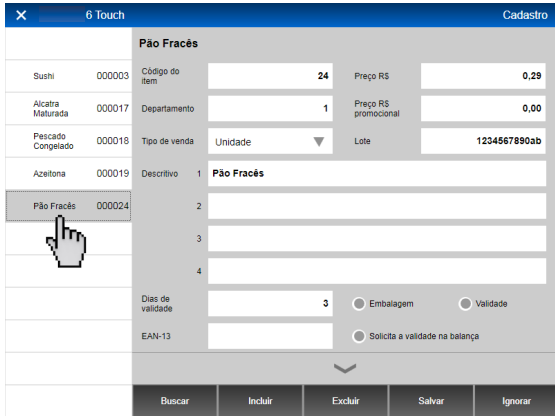 6 Touch Cadastro
Pão Fracês
Sushi 000003
Alcatra Maturada 000017
Pescado Congelado 000018
Azeitona 000019
Pão Fracês 000024
Código do item 24 Preço R$ 0,29
Departamento 1 Preço R$ promocional 0,00
Tipo de venda Unidade Lote 1234567890ab
Descritivo 1 Pão Fracês
2
3
4
Dias de validade 3 Embalagem Validade
EAN-13 Solicita a validade na balança
Buscar Incluir Excluir Salvar Ignorar